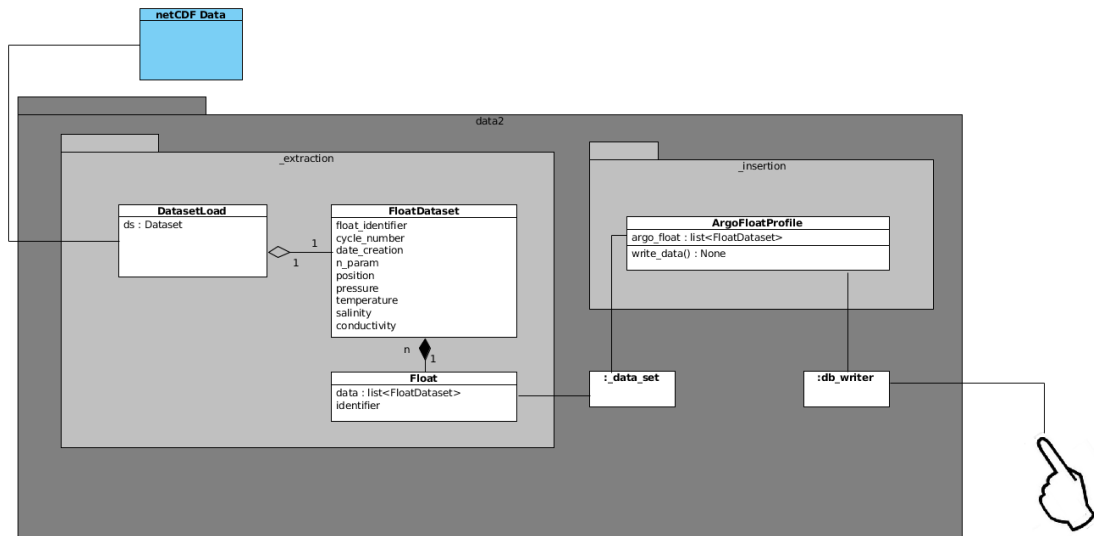 netCDF Data
data2
_extraction
_insertion
DatasetLoad
ds : Dataset
FloatDataset
float_identifier
cycle_number
date_creation
n_param
position
pressure
temperature
salinity
conductivity
1
1
ArgoFloatProfile
argo_float : list<FloatDataset>
write_data() : None
n
1
Float
data : list<FloatDataset>
identifier
:_data_set
:db_writer